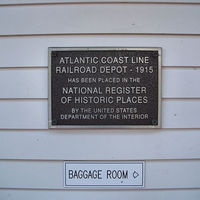 ATLANTIC COAST LINE
RAILROAD DEPOT - 1915
HAS BEEN PLACED IN THE
NATIONAL REGISTER
OF HISTORIC PLACES
BY THE UNITED STATES
DEPARTMENT OF THE INTERIOR
BAGGAGE ROOM ▷